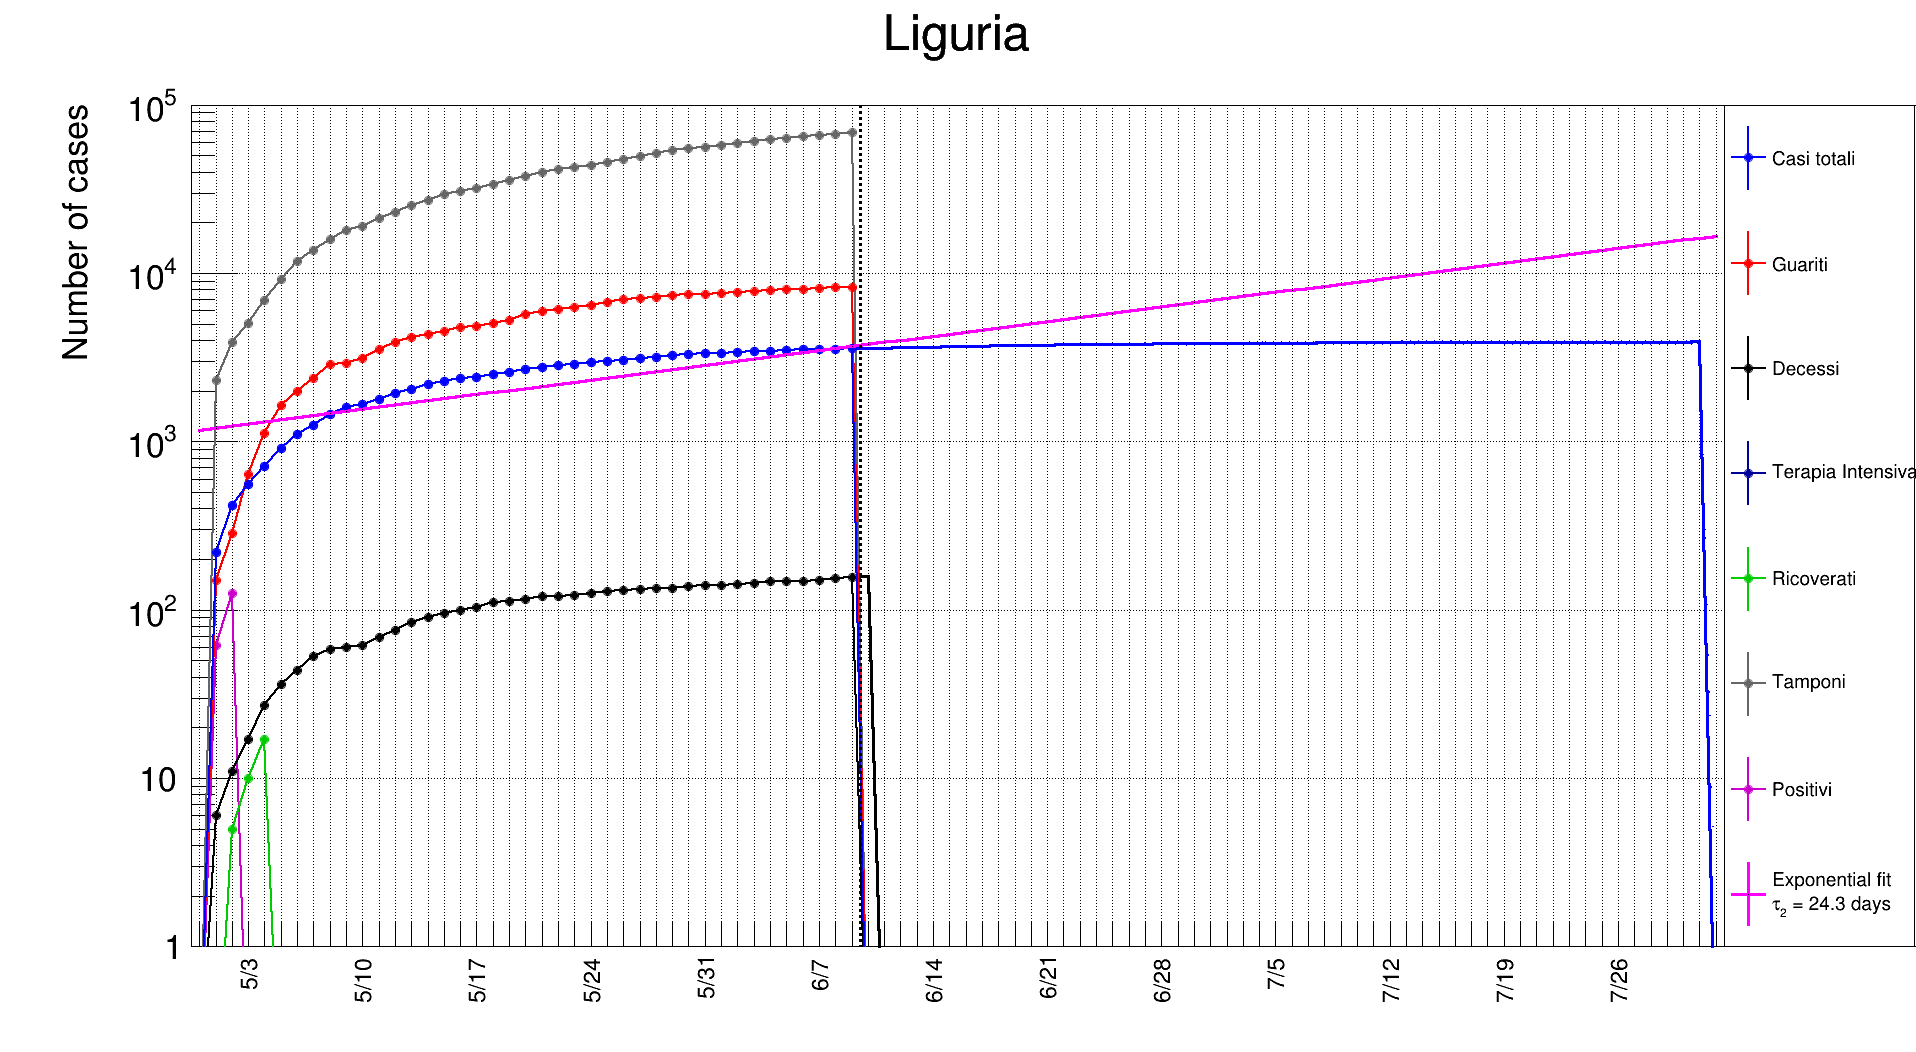 Liguria
Number of cases
10^5
10^4
10^3
10^2
10
1
5/3
5/10
5/17
5/24
5/31
6/7
6/14
6/21
6/28
7/5
7/12
7/19
7/26
Casi totali
Guariti
Decessi
Terapia Intensiva
Ricoverati
Tamponi
Positivi
Exponential fit
τ₂ = 24.3 days